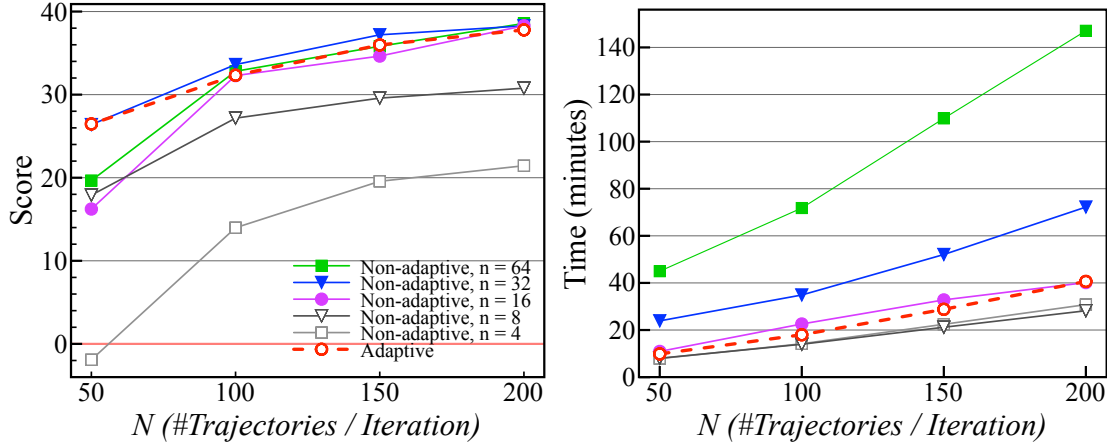 40
30
20
10
0
Score
50
100
150
200
N (#Trajectories / Iteration)
Non-adaptive, n = 64
Non-adaptive, n = 32
Non-adaptive, n = 16
Non-adaptive, n = 8
Non-adaptive, n = 4
Adaptive
140
120
100
80
60
40
20
0
Time (minutes)
50
100
150
200
N (#Trajectories / Iteration)